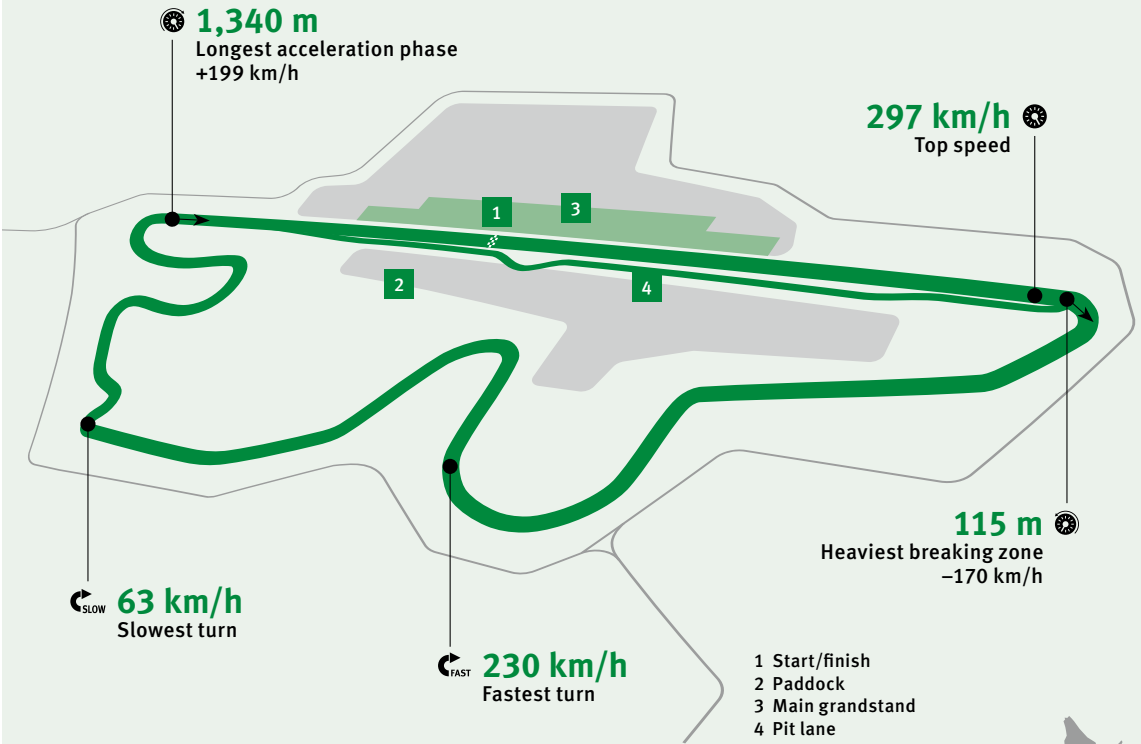 1,340 m
Longest acceleration phase
+199 km/h
297 km/h
Top speed
1
3
2
4
115 m
Heaviest breaking zone
–170 km/h
SLOW
63 km/h
Slowest turn
FAST
230 km/h
Fastest turn
1 Start/finish
2 Paddock
3 Main grandstand
4 Pit lane